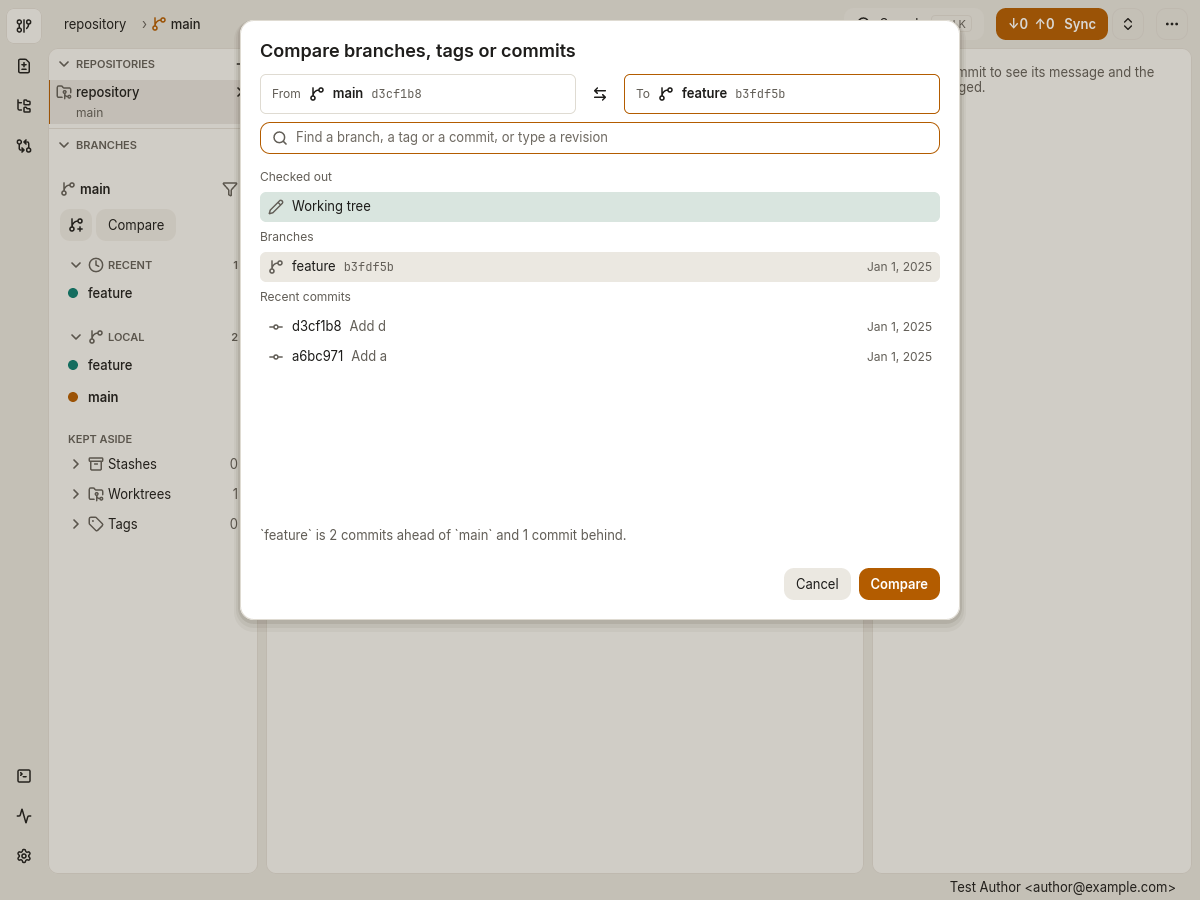 repository › main
↓0 ↑0 Sync
REPOSITORIES
repository
main
BRANCHES
main
Compare
RECENT 1
feature
LOCAL 2
feature
main
KEPT ASIDE
Stashes 0
Worktrees 1
Tags 0
Compare branches, tags or commits
From main d3cf1b8
To feature b3fdf5b
Find a branch, a tag or a commit, or type a revision
Checked out
Working tree
Branches
feature b3fdf5b Jan 1, 2025
Recent commits
d3cf1b8 Add d Jan 1, 2025
a6bc971 Add a Jan 1, 2025
`feature` is 2 commits ahead of `main` and 1 commit behind.
Cancel
Compare
to see its message and the
Test Author <author@example.com>